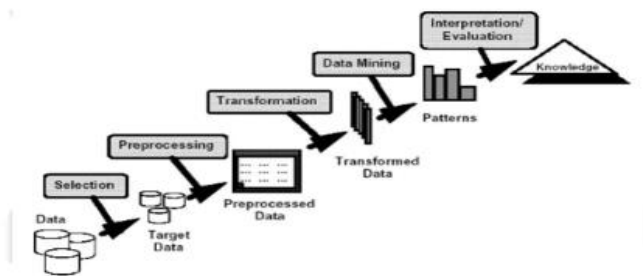 Interpretation/
Evaluation
Data Mining
Knowledge
Transformation
Patterns
Preprocessing
Transformed
Data
Selection
Preprocessed
Data
Data
Target
Data